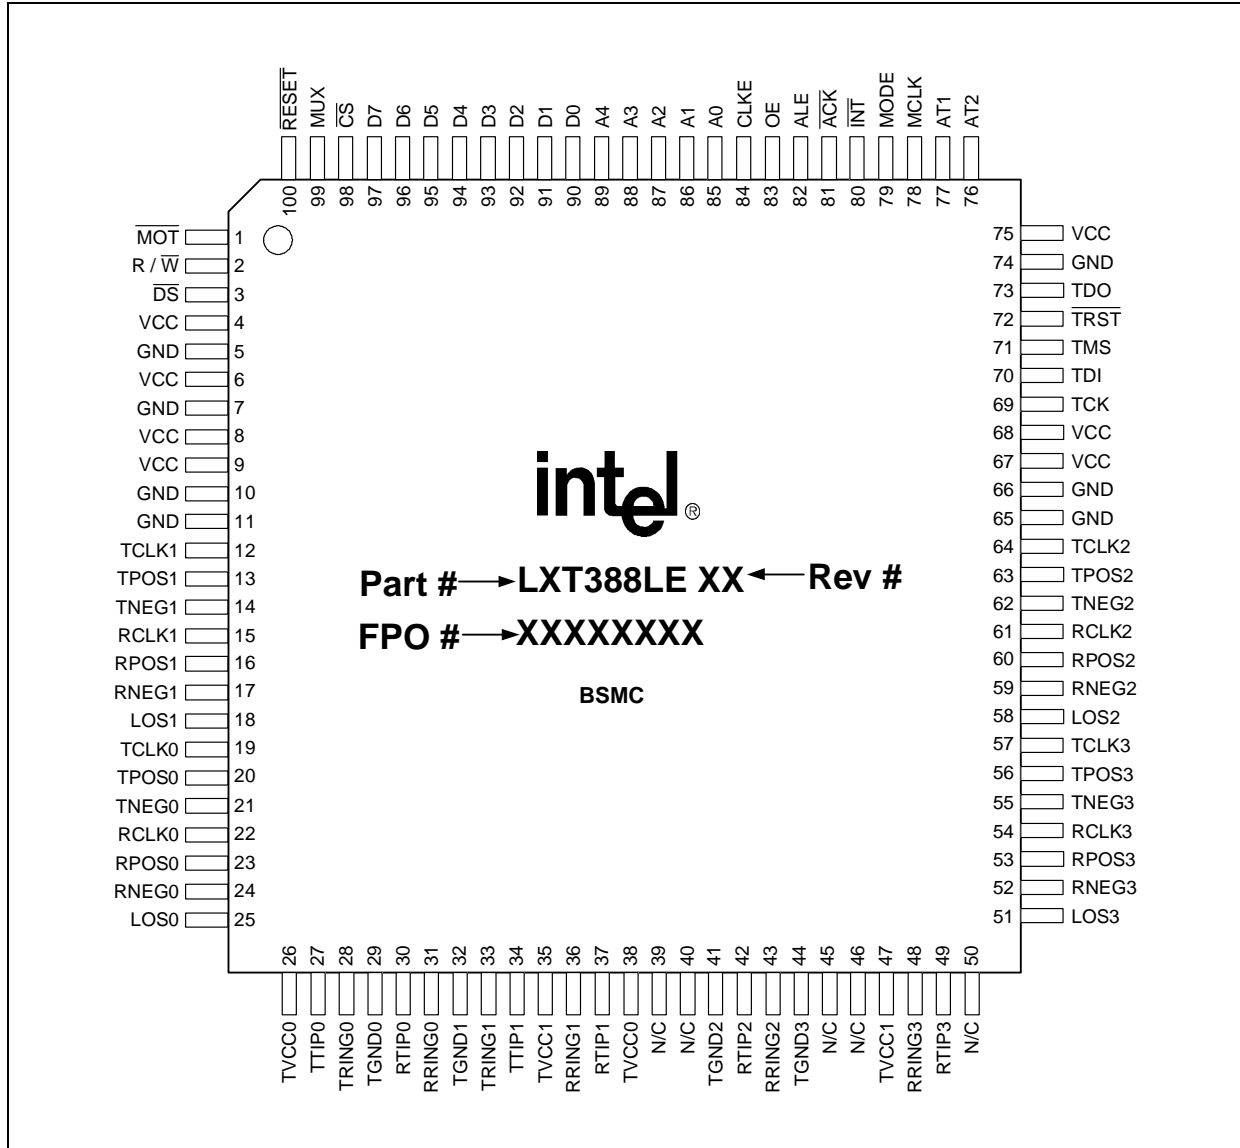 RESET MUX CS D7 D6 D5 D4 D3 D2 D1 D0 A4 A3 A2 A1 A0 CLKE OE ALE ACK INT MODE MCLK AT1 AT2
100 99 98 97 96 95 94 93 92 91 90 89 88 87 86 85 84 83 82 81 80 79 78 77 76
MOT 1
R / W 2
DS 3
VCC 4
GND 5
VCC 6
GND 7
VCC 8
VCC 9
GND 10
GND 11
TCLK1 12
TPOS1 13
TNEG1 14
RCLK1 15
RPOS1 16
RNEG1 17
LOS1 18
TCLK0 19
TPOS0 20
TNEG0 21
RCLK0 22
RPOS0 23
RNEG0 24
LOS0 25
intel®
Part # LXT388LE XX Rev #
FPO # XXXXXXXX
BSMC
75 VCC
74 GND
73 TDO
72 TRST
71 TMS
70 TDI
69 TCK
68 VCC
67 VCC
66 GND
65 GND
64 TCLK2
63 TPOS2
62 TNEG2
61 RCLK2
60 RPOS2
59 RNEG2
58 LOS2
57 TCLK3
56 TPOS3
55 TNEG3
54 RCLK3
53 RPOS3
52 RNEG3
51 LOS3
26 27 28 29 30 31 32 33 34 35 36 37 38 39 40 41 42 43 44 45 46 47 48 49 50
TVCC0 TTIP0 TRING0 TGND0 RTIP0 RRING0 TGND1 TRING1 TTIP1 TVCC1 RRING1 RTIP1 TVCC0 N/C N/C TGND2 RTIP2 RRING2 TGND3 N/C N/C TVCC1 RRING3 RTIP3 N/C